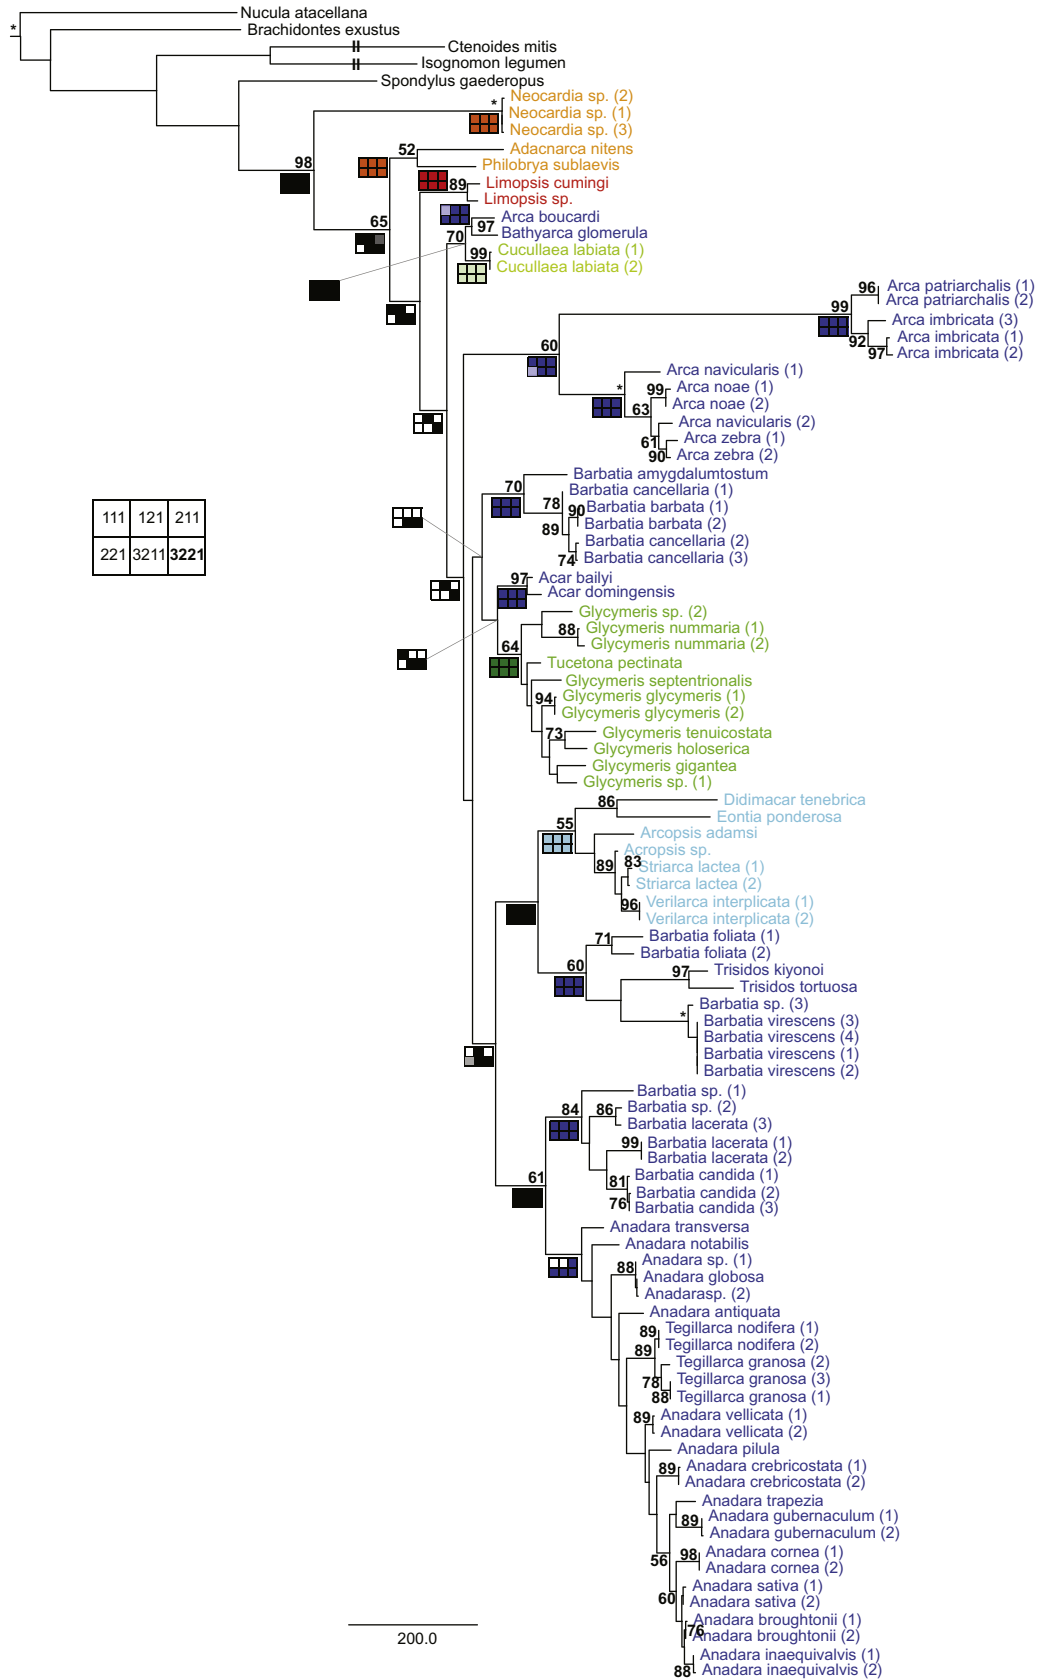 Nucula atacellana
*
Brachidontes exustus
Ctenoides mitis
Isognomon legumen
Spondylus gaederopus
Neocardia sp. (2)
*
Neocardia sp. (1)
Neocardia sp. (3)
52
Adacnarca nitens
98
Philobrya sublaevis
89
Limopsis cumingi
Limopsis sp.
65
Arca boucardi
97
Bathyarca glomerula
70
99
Cucullaea labiata (1)
Cucullaea labiata (2)
96
Arca patriarchalis (1)
Arca patriarchalis (2)
99
Arca imbricata (3)
92
Arca imbricata (1)
97
Arca imbricata (2)
60
Arca navicularis (1)
*
99
Arca noae (1)
63
Arca noae (2)
Arca navicularis (2)
61
Arca zebra (1)
90
Arca zebra (2)
Barbatia amygdalumtostum
70
Barbatia cancellaria (1)
78
90
Barbatia barbata (1)
89
Barbatia barbata (2)
Barbatia cancellaria (2)
74
Barbatia cancellaria (3)
111 121 211
221 3211 3221
97
Acar bailyi
Acar domingensis
Glycymeris sp. (2)
88
Glycymeris nummaria (1)
64
Glycymeris nummaria (2)
Tucetona pectinata
Glycymeris septentrionalis
94
Glycymeris glycymeris (1)
Glycymeris glycymeris (2)
73
Glycymeris tenuicostata
Glycymeris holoserica
Glycymeris gigantea
Glycymeris sp. (1)
86
Didimacar tenebrica
Eontia ponderosa
55
Arcopsis adamsi
Acropsis sp.
89
83
Striarca lactea (1)
Striarca lactea (2)
96
Verilarca interplicata (1)
Verilarca interplicata (2)
71
Barbatia foliata (1)
Barbatia foliata (2)
60
97
Trisidos kiyonoi
Trisidos tortuosa
Barbatia sp. (3)
*
Barbatia virescens (3)
Barbatia virescens (4)
Barbatia virescens (1)
Barbatia virescens (2)
Barbatia sp. (1)
84
86
Barbatia sp. (2)
Barbatia lacerata (3)
99
Barbatia lacerata (1)
Barbatia lacerata (2)
61
81
Barbatia candida (1)
Barbatia candida (2)
76
Barbatia candida (3)
Anadara transversa
Anadara notabilis
Anadara sp. (1)
88
Anadara globosa
Anadarasp. (2)
Anadara antiquata
89
Tegillarca nodifera (1)
89
Tegillarca nodifera (2)
Tegillarca granosa (2)
78
Tegillarca granosa (3)
88
Tegillarca granosa (1)
89
Anadara vellicata (1)
Anadara vellicata (2)
Anadara pilula
89
Anadara crebricostata (1)
Anadara crebricostata (2)
Anadara trapezia
89
Anadara gubernaculum (1)
Anadara gubernaculum (2)
56
98
Anadara cornea (1)
Anadara cornea (2)
60
Anadara sativa (1)
Anadara sativa (2)
76
Anadara broughtonii (1)
Anadara broughtonii (2)
Anadara inaequivalvis (1)
88
Anadara inaequivalvis (2)
200.0